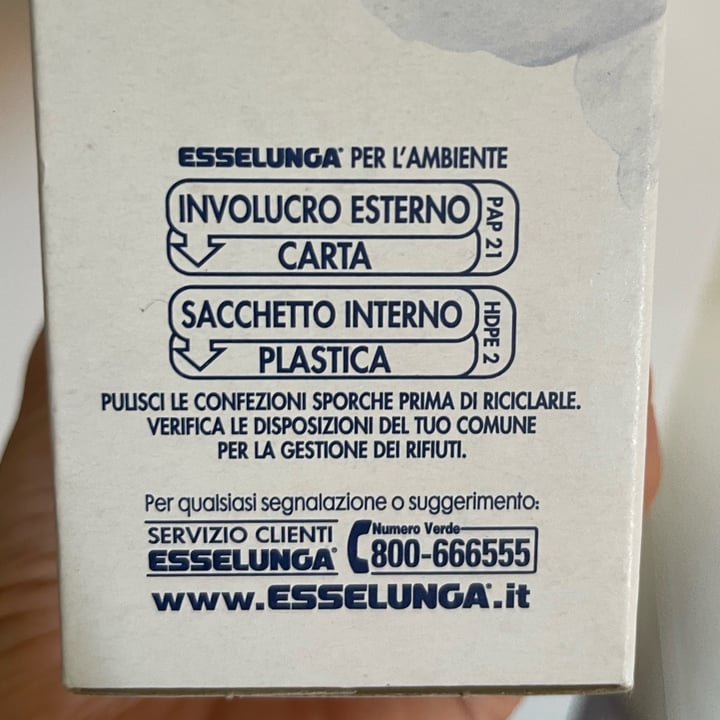 ESSELUNGA® PER L'AMBIENTE
INVOLUCRO ESTERNO
CARTA
PAP 21
SACCHETTO INTERNO
PLASTICA
HDPE 2
PULISCI LE CONFEZIONI SPORCHE PRIMA DI RICICLARLE.
VERIFICA LE DISPOSIZIONI DEL TUO COMUNE
PER LA GESTIONE DEI RIFIUTI.
Per qualsiasi segnalazione o suggerimento:
SERVIZIO CLIENTI
ESSELUNGA®
Numero Verde
800-666555
www.ESSELUNGA®.it